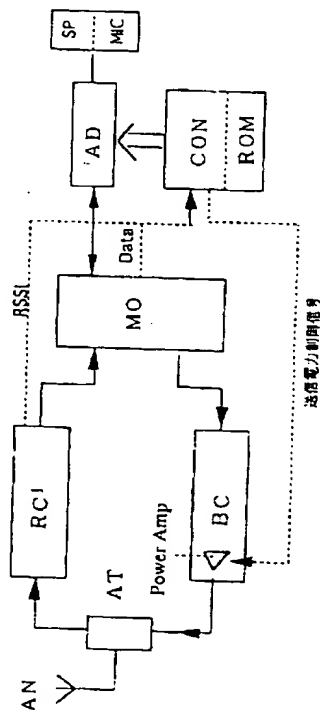 AN
AT
RC
RSSI
MO
Data
AD
SP
MIC
CON
ROM
Power Amp
BC
送信電力制御信号